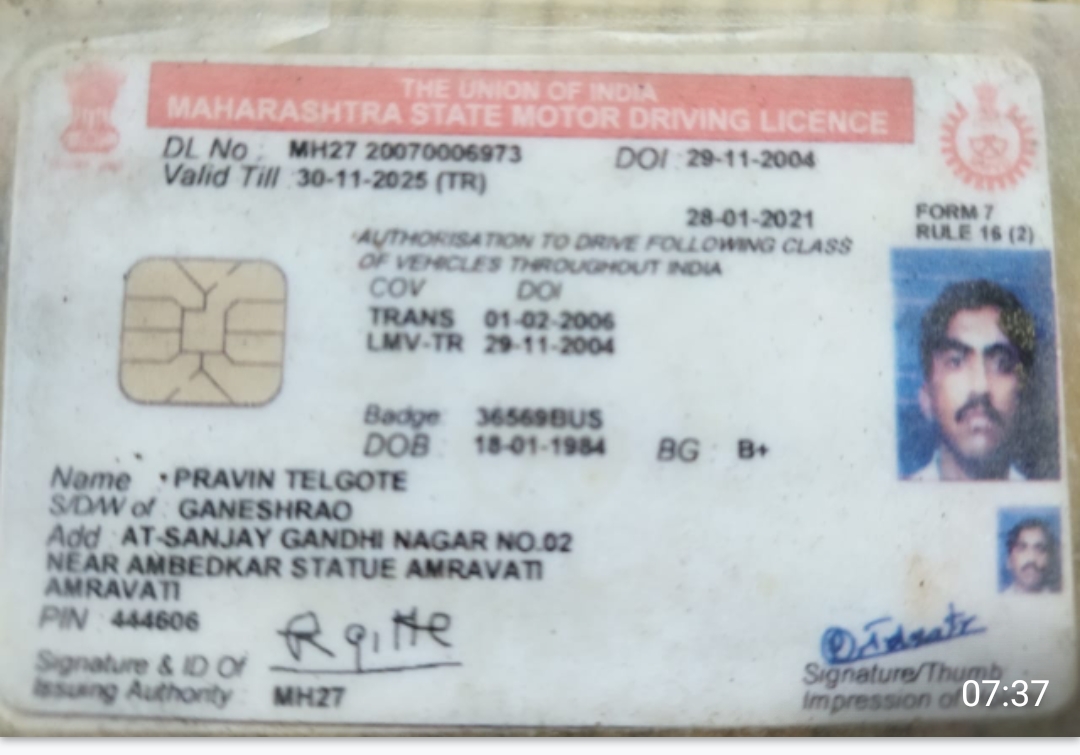 THE UNION OF INDIA
MAHARASHTRA STATE MOTOR DRIVING LICENCE
DL No : MH27 20070006973 DOI : 29-11-2004
Valid Till : 30-11-2025 (TR)
28-01-2021
FORM 7
RULE 16 (2)
AUTHORISATION TO DRIVE FOLLOWING CLASS
OF VEHICLES THROUGHOUT INDIA
COV DOI
TRANS 01-02-2006
LMV-TR 29-11-2004
Badge 36569BUS
DOB : 18-01-1984 BG : B+
Name : PRAVIN TELGOTE
S/D/W of : GANESHRAO
Add : AT-SANJAY GANDHI NAGAR NO.02
NEAR AMBEDKAR STATUE AMRAVATI
AMRAVATI
PIN : 444606
Signature & ID Of
Issuing Authority : MH27
Signature/Thumb
Impression of
07:37